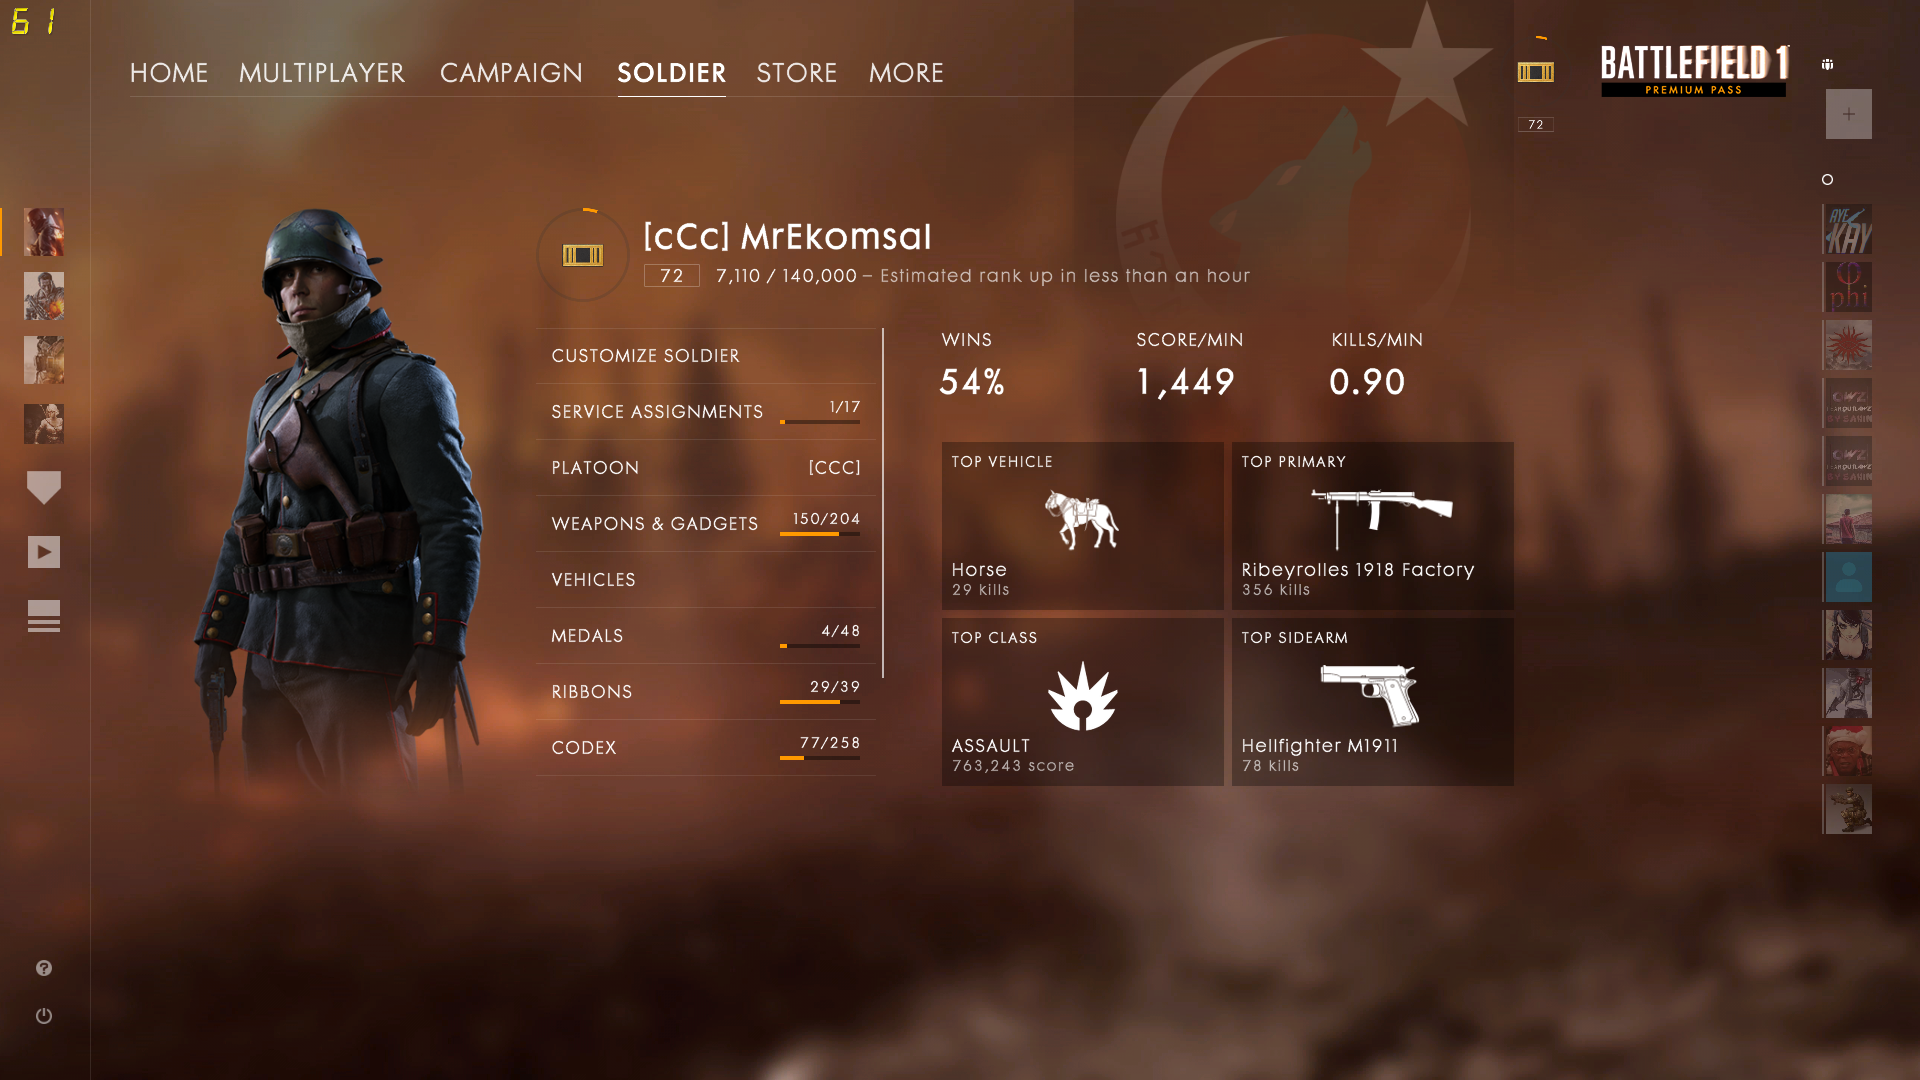 61
HOME MULTIPLAYER CAMPAIGN SOLDIER STORE MORE
BATTLEFIELD 1
PREMIUM PASS
72
[cCc] MrEkomsal
72 7,110 / 140,000 – Estimated rank up in less than an hour
CUSTOMIZE SOLDIER
SERVICE ASSIGNMENTS 1/17
PLATOON [CCC]
WEAPONS & GADGETS 150/204
VEHICLES
MEDALS 4/48
RIBBONS 29/39
CODEX 77/258
WINS SCORE/MIN KILLS/MIN
54% 1,449 0.90
TOP VEHICLE
Horse
29 kills
TOP PRIMARY
Ribeyrolles 1918 Factory
356 kills
TOP CLASS
ASSAULT
763,243 score
TOP SIDEARM
Hellfighter M1911
78 kills
AYE
KAY
phi